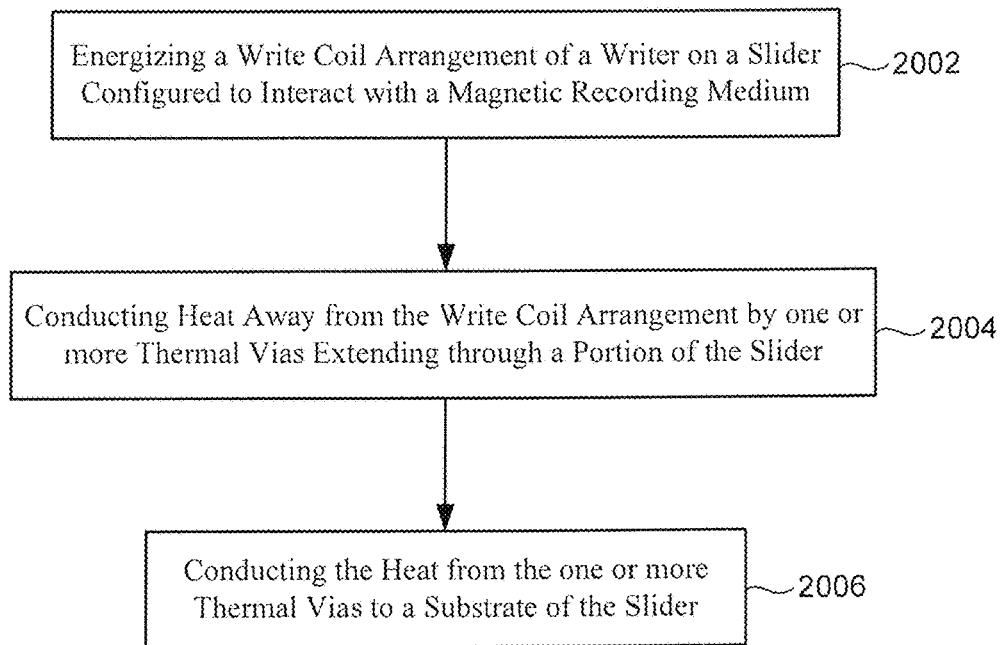 Energizing a Write Coil Arrangement of a Writer on a Slider
Configured to Interact with a Magnetic Recording Medium
2002
Conducting Heat Away from the Write Coil Arrangement by one or
more Thermal Vias Extending through a Portion of the Slider
2004
Conducting the Heat from the one or more
Thermal Vias to a Substrate of the Slider
2006